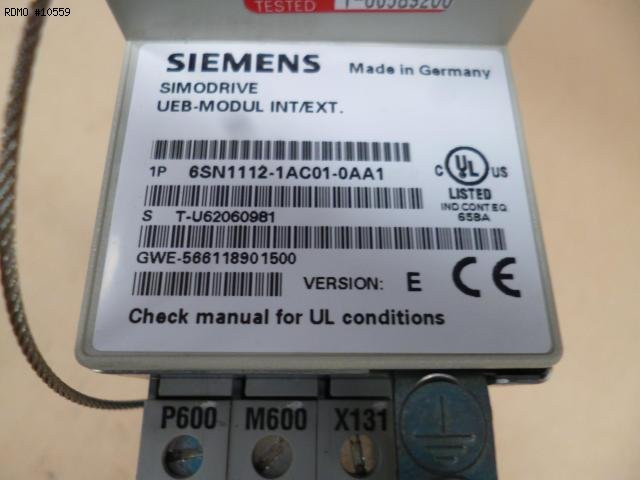 RDMO #10559
TESTED
SIEMENS
Made in Germany
SIMODRIVE
UEB-MODUL INT/EXT.
1P 6SN1112-1AC01-0AA1
C UL US
LISTED
IND.CONT.EQ.
65BA
S T-U62060981
GWE-566118901500
VERSION: E CE
Check manual for UL conditions
P600 M600 X131